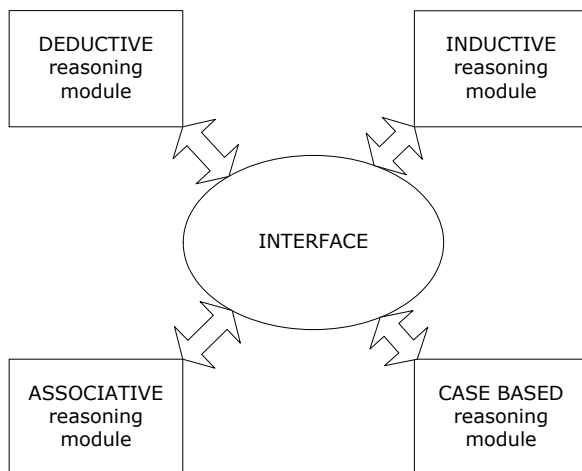 DEDUCTIVE
reasoning
module
INDUCTIVE
reasoning
module
INTERFACE
ASSOCIATIVE
reasoning
module
CASE BASED
reasoning
module